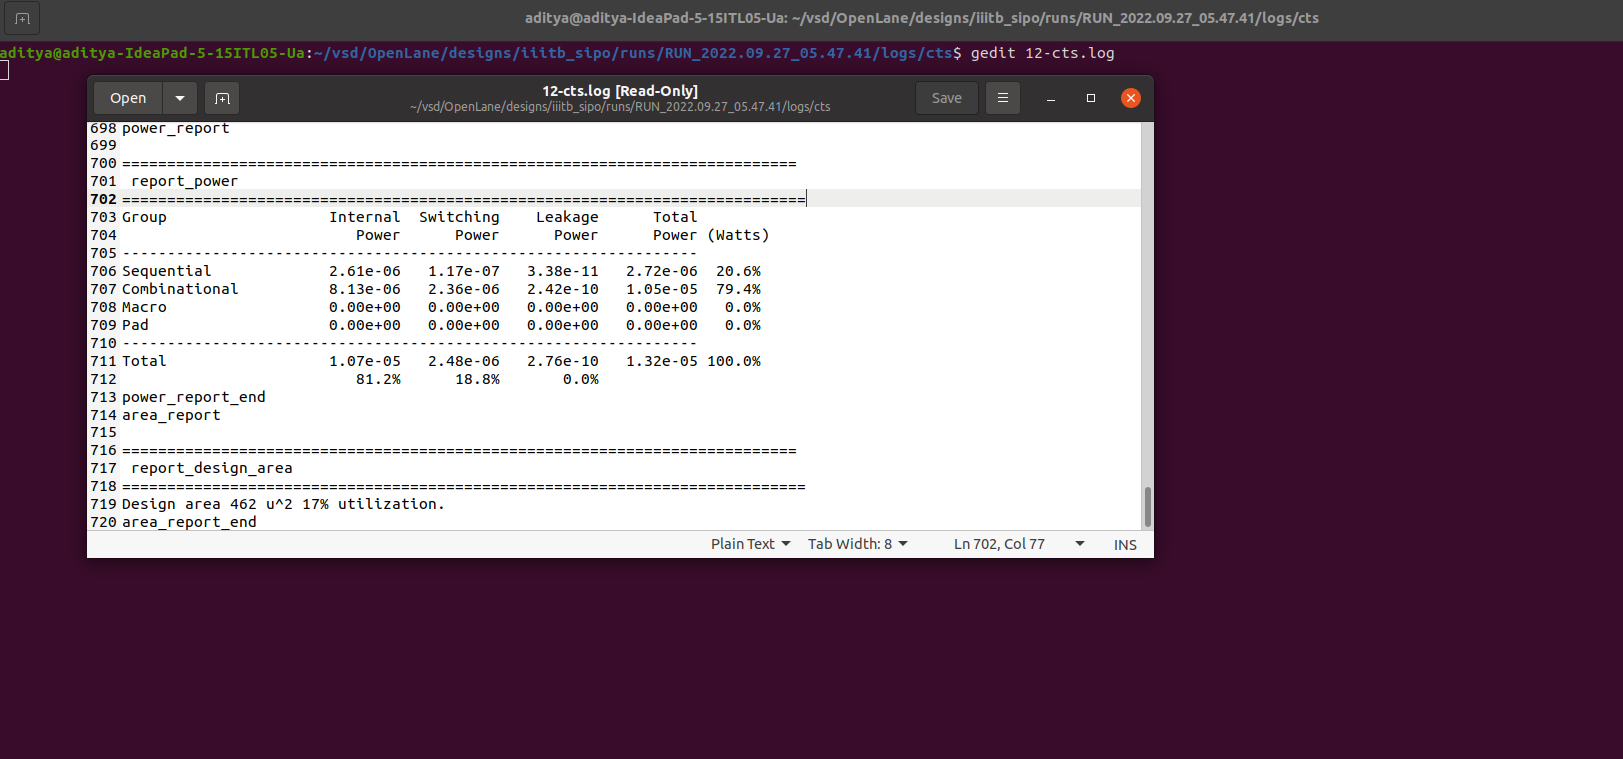 aditya@aditya-IdeaPad-5-15ITL05-Ua: ~/vsd/OpenLane/designs/iiitb_sipo/runs/RUN_2022.09.27_05.47.41/logs/cts
aditya@aditya-IdeaPad-5-15ITL05-Ua:~/vsd/OpenLane/designs/iiitb_sipo/runs/RUN_2022.09.27_05.47.41/logs/cts$ gedit 12-cts.log
Open 12-cts.log [Read-Only] Save
~/vsd/OpenLane/designs/iiitb_sipo/runs/RUN_2022.09.27_05.47.41/logs/cts
698 power_report
699
700 ===========================================================================
701  report_power
702 ============================================================================
703 Group                  Internal  Switching    Leakage      Total
704                           Power      Power      Power      Power (Watts)
705 ----------------------------------------------------------------
706 Sequential             2.61e-06   1.17e-07   3.38e-11   2.72e-06  20.6%
707 Combinational          8.13e-06   2.36e-06   2.42e-10   1.05e-05  79.4%
708 Macro                  0.00e+00   0.00e+00   0.00e+00   0.00e+00   0.0%
709 Pad                    0.00e+00   0.00e+00   0.00e+00   0.00e+00   0.0%
710 ----------------------------------------------------------------
711 Total                  1.07e-05   2.48e-06   2.76e-10   1.32e-05 100.0%
712                           81.2%      18.8%       0.0%
713 power_report_end
714 area_report
715
716 ===========================================================================
717  report_design_area
718 ============================================================================
719 Design area 462 u^2 17% utilization.
720 area_report_end
Plain Text Tab Width: 8 Ln 702, Col 77 INS